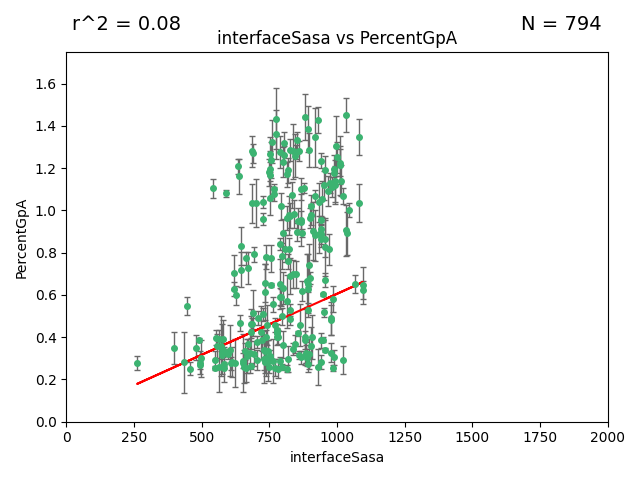 r^2 = 0.08
N = 794
interfaceSasa vs PercentGpA
PercentGpA
1.6
1.4
1.2
1.0
0.8
0.6
0.4
0.2
0.0
0 250 500 750 1000 1250 1500 1750 2000
interfaceSasa